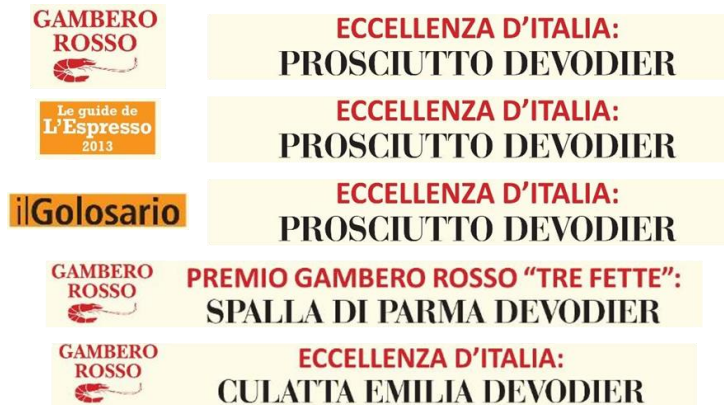 GAMBERO
ROSSO
ECCELLENZA D'ITALIA:
PROSCIUTTO DEVODIER
Le guide de
L'Espresso
2013
ECCELLENZA D'ITALIA:
PROSCIUTTO DEVODIER
ilGolosario
ECCELLENZA D'ITALIA:
PROSCIUTTO DEVODIER
GAMBERO
ROSSO
PREMIO GAMBERO ROSSO “TRE FETTE”:
SPALLA DI PARMA DEVODIER
GAMBERO
ROSSO
ECCELLENZA D'ITALIA:
CULATTA EMILIA DEVODIER